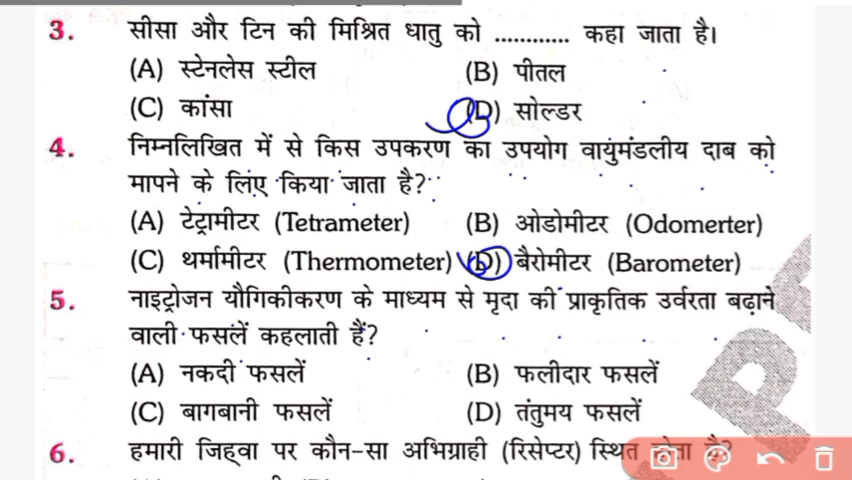 3. सीसा और टिन की मिश्रित धातु को ............ कहा जाता है।
(A) स्टेनलेस स्टील (B) पीतल
(C) कांसा (D) सोल्डर
4. निम्नलिखित में से किस उपकरण का उपयोग वायुमंडलीय दाब को
मापने के लिए किया जाता है?
(A) टेट्रामीटर (Tetrameter) (B) ओडोमीटर (Odomerter)
(C) थर्मामीटर (Thermometer) (D) बैरोमीटर (Barometer)
5. नाइट्रोजन यौगिकीकरण के माध्यम से मृदा की प्राकृतिक उर्वरता बढ़ाने
वाली फसलें कहलाती हैं?
(A) नकदी फसलें (B) फलीदार फसलें
(C) बागबानी फसलें (D) तंतुमय फसलें
6. हमारी जिह्वा पर कौन-सा अभिग्राही (रिसेप्टर) स्थित होता है?